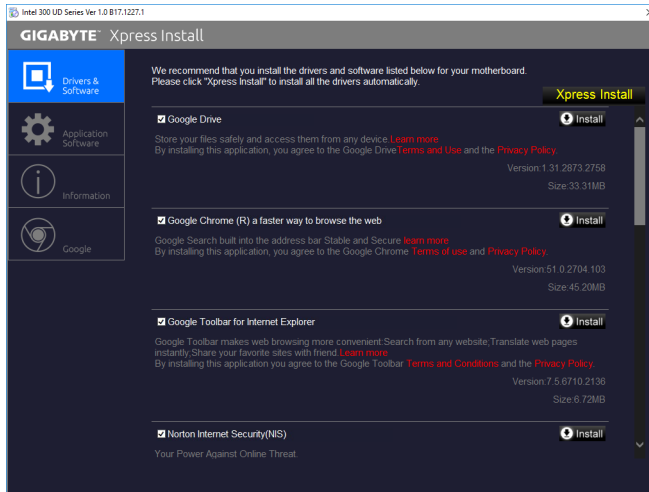 Intel 300 UD Series Ver 1.0 B17.1227.1
GIGABYTE™ Xpress Install
Drivers &
Software
Application
Software
Information
Google
We recommend that you install the drivers and software listed below for your motherboard.
Please click "Xpress Install" to install all the drivers automatically.
Xpress Install
Google Drive
Install
Store your files safely and access them from any device.Learn more
By installing this application, you agree to the Google DriveTerms and Use and the Privacy Policy.
Version:1.31.2873.2758
Size:33.31MB
Google Chrome (R) a faster way to browse the web
Install
Google Search built into the address bar Stable and Secure learn more
By installing this application, you agree to the Google Chrome Terms of use and Privacy Policy.
Version:51.0.2704.103
Size:45.20MB
Google Toolbar for Internet Explorer
Install
Google Toolbar makes web browsing more convenient.Search from any website;Translate web pages
instantly;Share your favorite sites with friend.Learn more
By installing this application you agree to the Google Toolbar Terms and Conditions and the Privacy Policy.
Version:7.5.6710.2136
Size:6.72MB
Norton Internet Security(NIS)
Install
Your Power Against Online Threat.